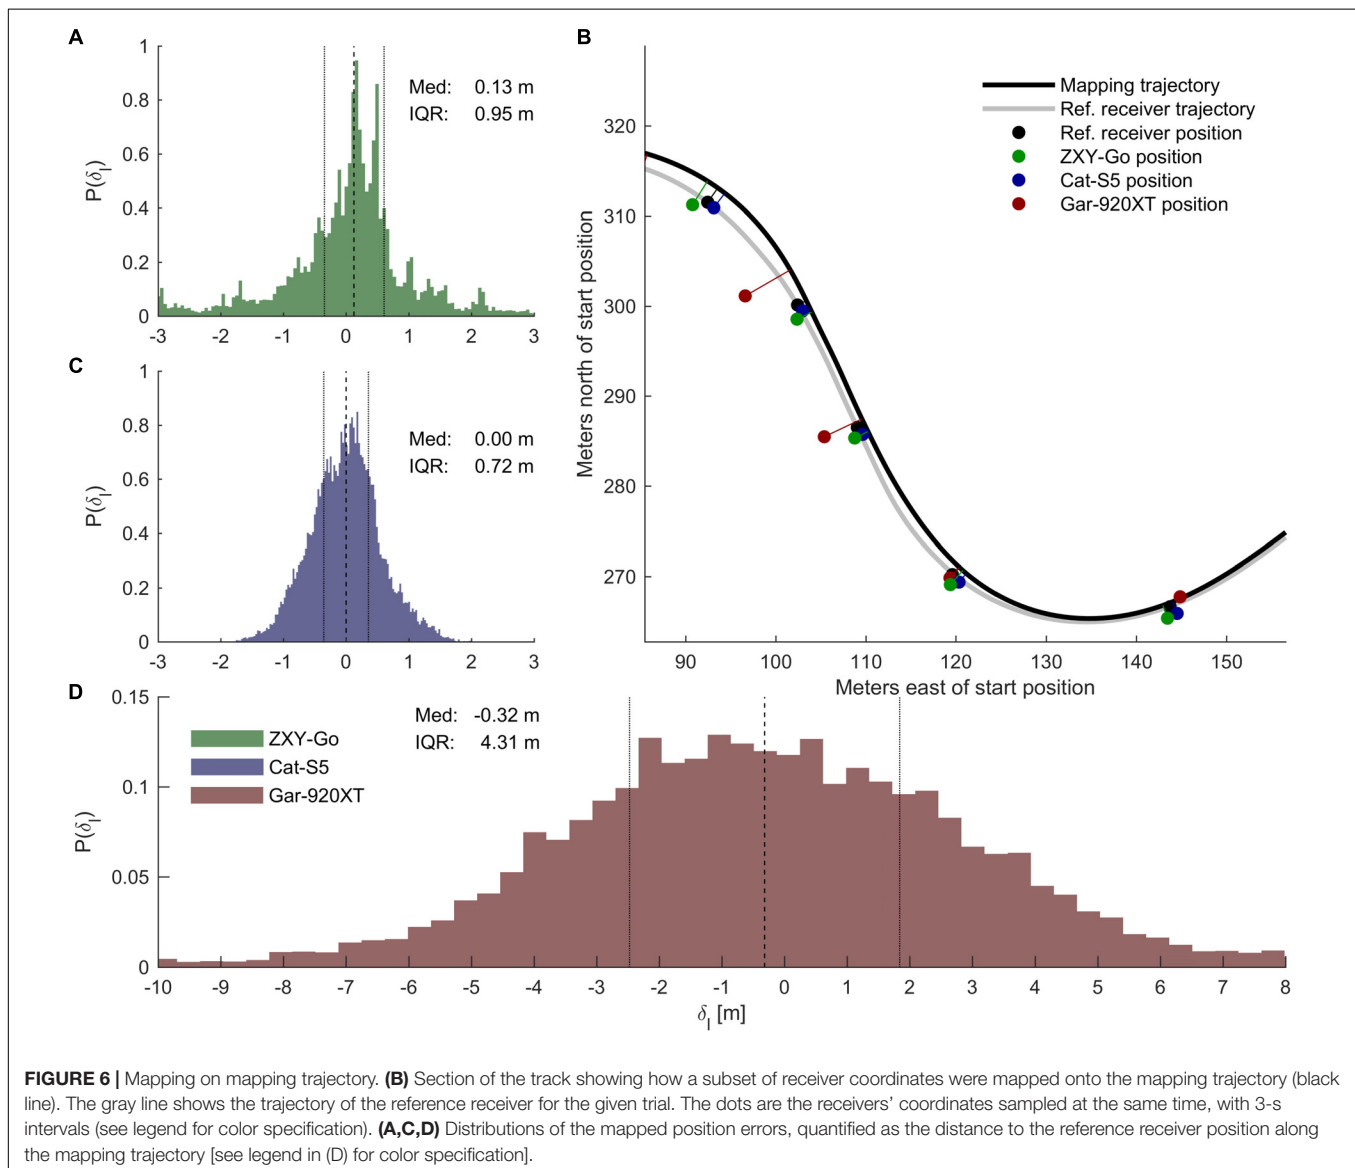 A
1
0.8
0.6
0.4
0.2
0
P(δl)
-3 -2 -1 0 1 2 3
Med: 0.13 m
IQR: 0.95 m
B
320
310
300
290
280
270
Meters north of start position
90 100 110 120 130 140 150
Meters east of start position
Mapping trajectory
Ref. receiver trajectory
Ref. receiver position
ZXY-Go position
Cat-S5 position
Gar-920XT position
C
1
0.8
0.6
0.4
0.2
0
P(δl)
-3 -2 -1 0 1 2 3
Med: 0.00 m
IQR: 0.72 m
D
0.15
0.1
0.05
0
P(δl)
Med: -0.32 m
IQR: 4.31 m
ZXY-Go
Cat-S5
Gar-920XT
-10 -9 -8 -7 -6 -5 -4 -3 -2 -1 0 1 2 3 4 5 6 7 8
δl [m]
FIGURE 6 | Mapping on mapping trajectory. (B) Section of the track showing how a subset of receiver coordinates were mapped onto the mapping trajectory (black
line). The gray line shows the trajectory of the reference receiver for the given trial. The dots are the receivers' coordinates sampled at the same time, with 3-s
intervals (see legend for color specification). (A,C,D) Distributions of the mapped position errors, quantified as the distance to the reference receiver position along
the mapping trajectory [see legend in (D) for color specification].